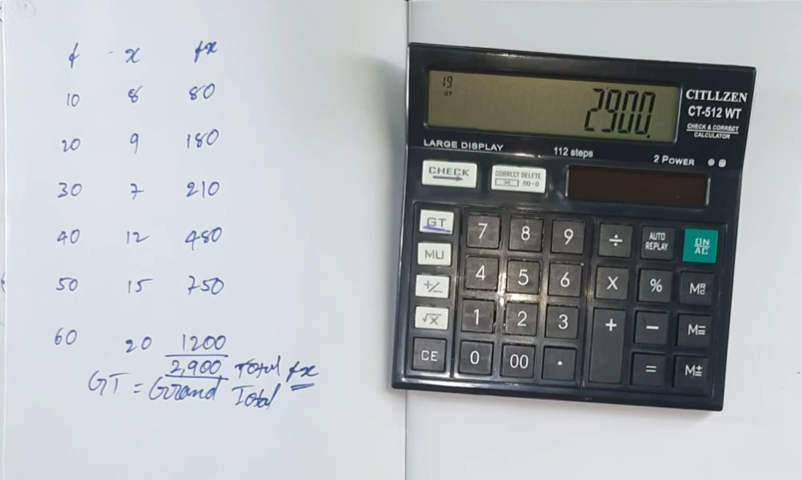 f x fx
10 8 80
20 9 180
30 7 210
40 12 480
50 15 750
60 20 1200
2,900 Total fx
GT = Grand Total
19
GT
2900.
CITLLZEN
CT-512 WT
CHECK & CORRECT
CALCULATOR
LARGE DISPLAY 112 steps 2 POWER
CHECK CORRECT DELETE
00→0
GT 7 8 9 ÷ AUTO REPLAY ON/AC
MU 4 5 6 X %
+/- 1 2 3 + − M=
√x
CE 0 00 · = M±